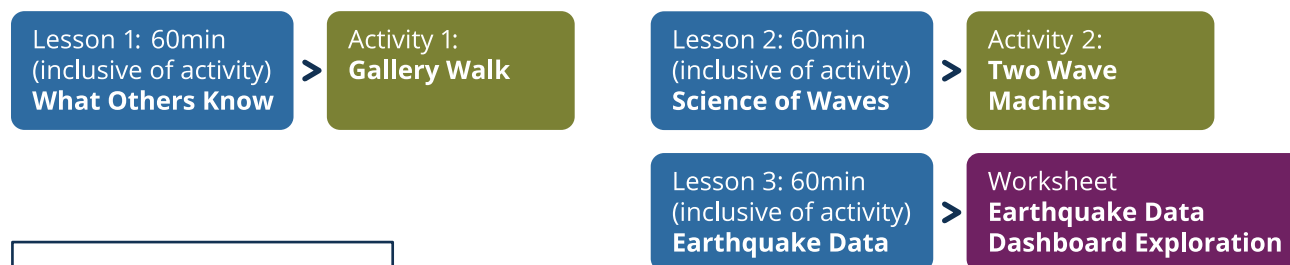 Lesson 1: 60min
(inclusive of activity)
What Others Know
>
Activity 1:
Gallery Walk
Lesson 2: 60min
(inclusive of activity)
Science of Waves
>
Activity 2:
Two Wave
Machines
Lesson 3: 60min
(inclusive of activity)
Earthquake Data
>
Worksheet
Earthquake Data
Dashboard Exploration